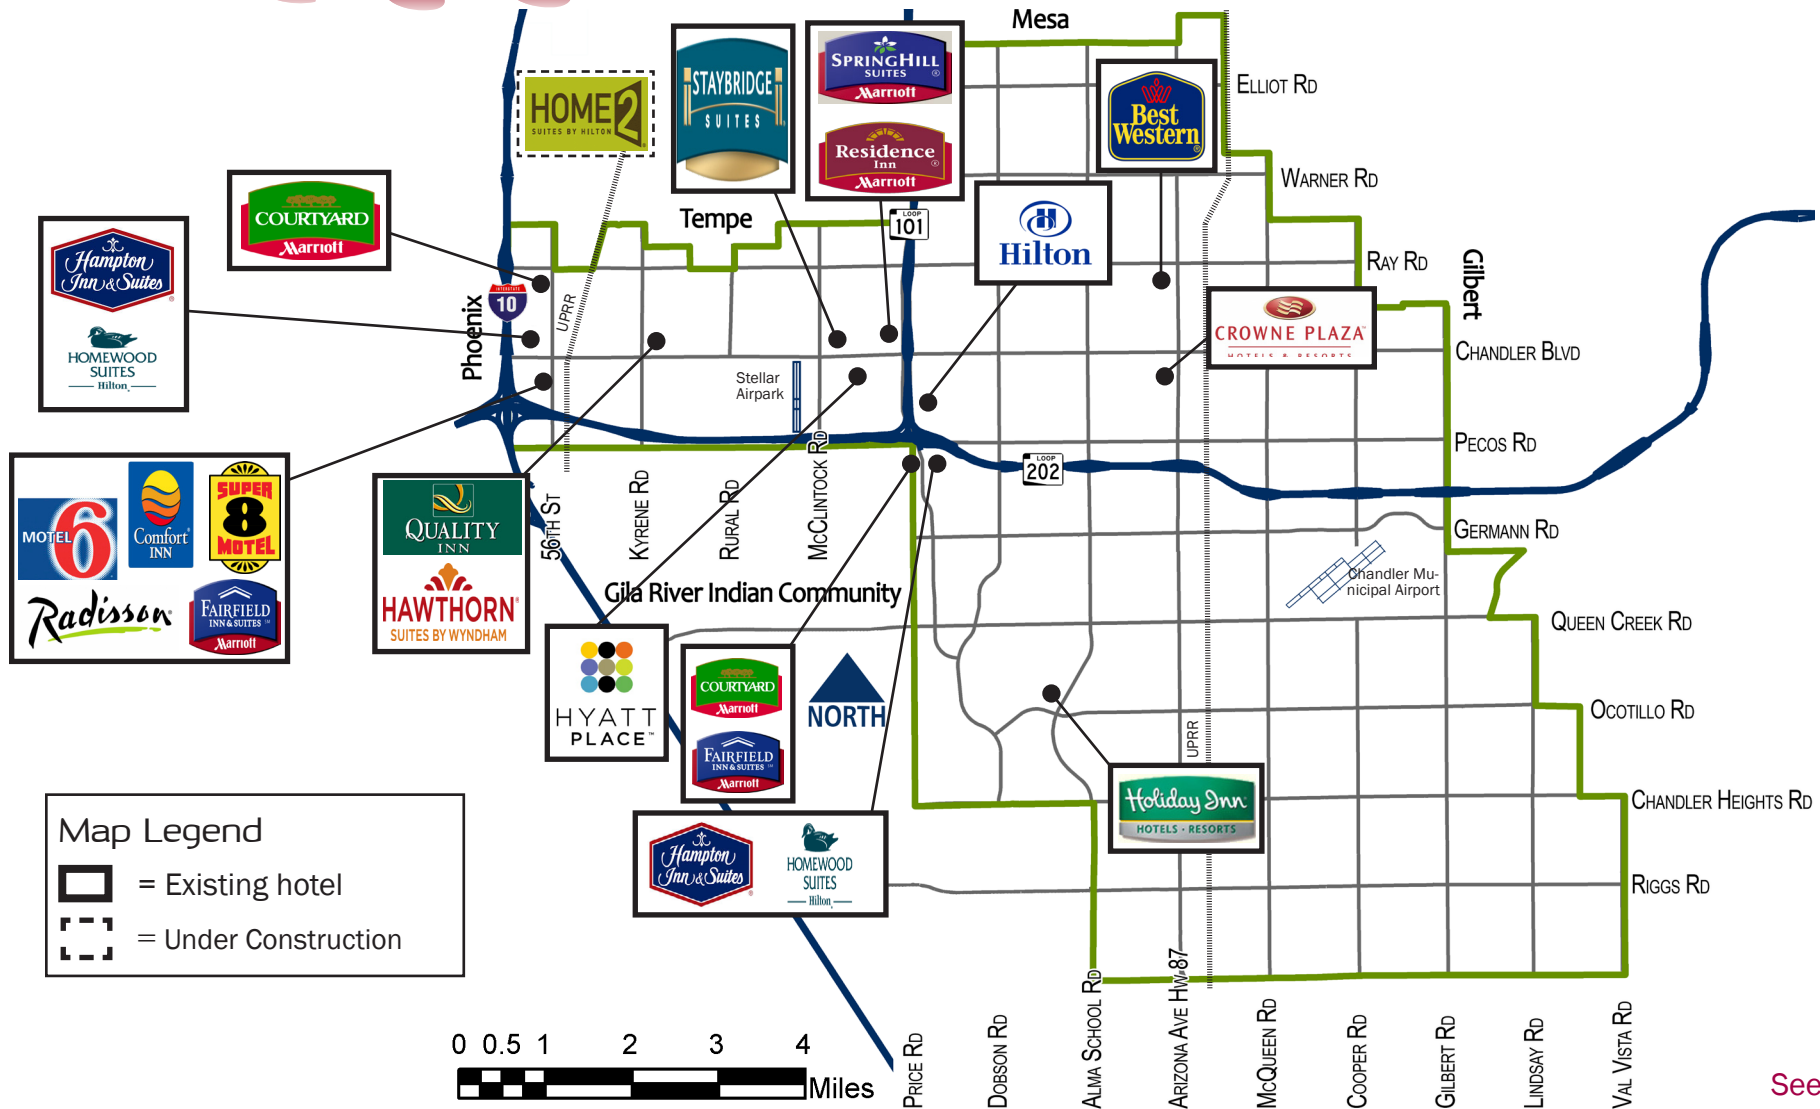 Mesa
ELLIOT RD
WARNER RD
RAY RD
Gilbert
CHANDLER BLVD
PECOS RD
GERMANN RD
QUEEN CREEK RD
OCOTILLO RD
CHANDLER HEIGHTS RD
RIGGS RD
HOME2
SUITES BY HILTON
STAYBRIDGE
SUITES
SPRINGHILL
SUITES
Marriott
Residence
Inn
Marriott
Best
Western
COURTYARD
Marriott
Tempe
LOOP
101
Hilton
Hampton
Inn & Suites
HOMEWOOD
SUITES
Hilton
Phoenix
INTERSTATE
10
UPRR
CROWNE PLAZA
HOTELS & RESORTS
Stellar
Airpark
LOOP
202
MOTEL 6
Comfort
INN
SUPER
8
MOTEL
Radisson
FAIRFIELD
INN & SUITES
Marriott
QUALITY
INN
HAWTHORN
SUITES BY WYNDHAM
56TH ST
KYRENE RD
RURAL RD
MCCLINTOCK RD
Gila River Indian Community
Chandler Mu-
nicipal Airport
HYATT
PLACE
COURTYARD
Marriott
FAIRFIELD
INN & SUITES
Marriott
NORTH
UPRR
Holiday Inn
HOTELS · RESORTS
Hampton
Inn & Suites
HOMEWOOD
SUITES
Hilton
Map Legend
= Existing hotel
= Under Construction
0 0.5 1 2 3 4
Miles
PRICE RD
DOBSON RD
ALMA SCHOOL RD
ARIZONA AVE HW 87
MCQUEEN RD
COOPER RD
GILBERT RD
LINDSAY RD
VAL VISTA RD
See